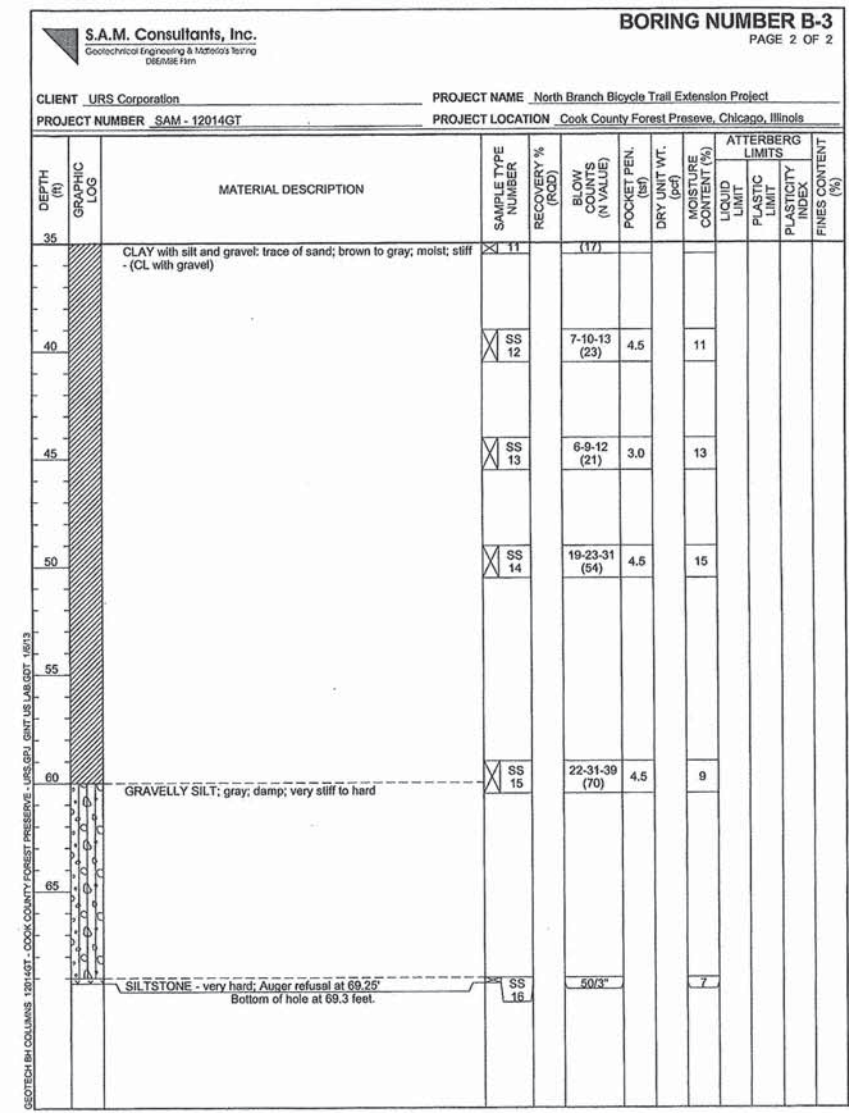 BORING NUMBER B-3
PAGE 2 OF 2
S.A.M. Consultants, Inc.
Geotechnical Engineering & Materials Testing
DBE/MBE Firm
CLIENT URS Corporation
PROJECT NAME North Branch Bicycle Trail Extension Project
PROJECT NUMBER SAM - 12014GT
PROJECT LOCATION Cook County Forest Preseve, Chicago, Illinois
DEPTH (ft)
GRAPHIC LOG
MATERIAL DESCRIPTION
SAMPLE TYPE NUMBER
RECOVERY % (RQD)
BLOW COUNTS (N VALUE)
POCKET PEN. (tsf)
DRY UNIT WT. (pcf)
MOISTURE CONTENT (%)
ATTERBERG LIMITS
LIQUID LIMIT
PLASTIC LIMIT
PLASTICITY INDEX
FINES CONTENT (%)
35
CLAY with silt and gravel: trace of sand; brown to gray; moist; stiff
- (CL with gravel)
11
(17)
40
SS 12
7-10-13 (23)
4.5
11
45
SS 13
6-9-12 (21)
3.0
13
50
SS 14
19-23-31 (54)
4.5
15
55
60
SS 15
22-31-39 (70)
4.5
9
GRAVELLY SILT; gray; damp; very stiff to hard
65
SILTSTONE - very hard; Auger refusal at 69.25'
Bottom of hole at 69.3 feet.
SS 16
50/3"
7
GEOTECH BH COLUMNS 12014GT - COOK COUNTY FOREST PRESERVE - URS.GPJ GINT US LAB.GDT 1/6/13